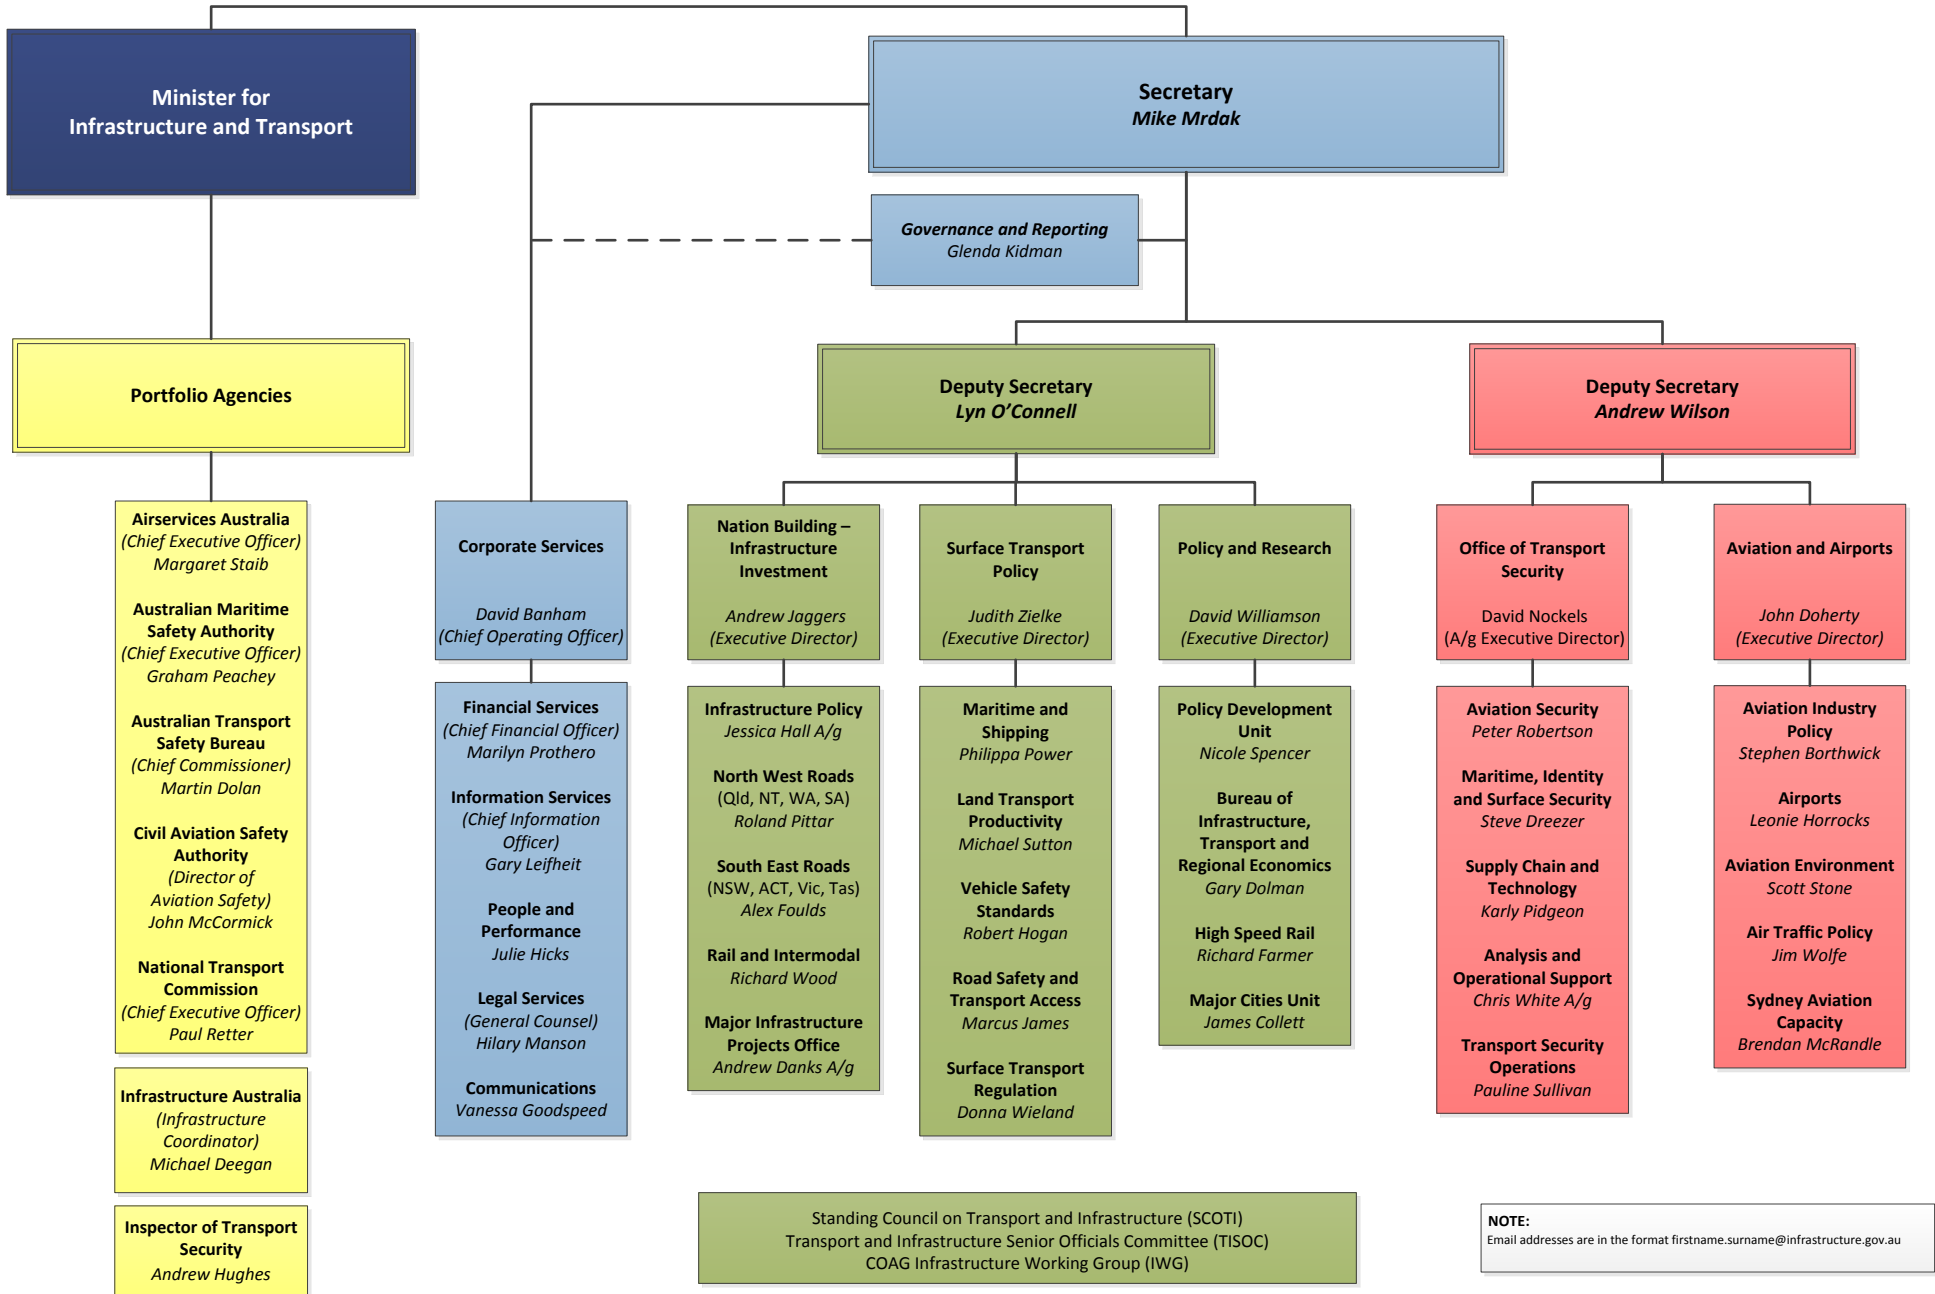 Minister for
Infrastructure and Transport
Secretary
Mike Mrdak
Governance and Reporting
Glenda Kidman
Portfolio Agencies
Deputy Secretary
Lyn O’Connell
Deputy Secretary
Andrew Wilson
Airservices Australia
(Chief Executive Officer)
Margaret Staib
Australian Maritime
Safety Authority
(Chief Executive Officer)
Graham Peachey
Australian Transport
Safety Bureau
(Chief Commissioner)
Martin Dolan
Civil Aviation Safety
Authority
(Director of
Aviation Safety)
John McCormick
National Transport
Commission
(Chief Executive Officer)
Paul Retter
Infrastructure Australia
(Infrastructure
Coordinator)
Michael Deegan
Inspector of Transport
Security
Andrew Hughes
Corporate Services
David Banham
(Chief Operating Officer)
Financial Services
(Chief Financial Officer)
Marilyn Prothero
Information Services
(Chief Information
Officer)
Gary Leifheit
People and
Performance
Julie Hicks
Legal Services
(General Counsel)
Hilary Manson
Communications
Vanessa Goodspeed
Nation Building –
Infrastructure
Investment
Andrew Jaggers
(Executive Director)
Infrastructure Policy
Jessica Hall A/g
North West Roads
(Qld, NT, WA, SA)
Roland Pittar
South East Roads
(NSW, ACT, Vic, Tas)
Alex Foulds
Rail and Intermodal
Richard Wood
Major Infrastructure
Projects Office
Andrew Danks A/g
Surface Transport
Policy
Judith Zielke
(Executive Director)
Maritime and
Shipping
Philippa Power
Land Transport
Productivity
Michael Sutton
Vehicle Safety
Standards
Robert Hogan
Road Safety and
Transport Access
Marcus James
Surface Transport
Regulation
Donna Wieland
Policy and Research
David Williamson
(Executive Director)
Policy Development
Unit
Nicole Spencer
Bureau of
Infrastructure,
Transport and
Regional Economics
Gary Dolman
High Speed Rail
Richard Farmer
Major Cities Unit
James Collett
Office of Transport
Security
David Nockels
(A/g Executive Director)
Aviation Security
Peter Robertson
Maritime, Identity
and Surface Security
Steve Dreezer
Supply Chain and
Technology
Karly Pidgeon
Analysis and
Operational Support
Chris White A/g
Transport Security
Operations
Pauline Sullivan
Aviation and Airports
John Doherty
(Executive Director)
Aviation Industry
Policy
Stephen Borthwick
Airports
Leonie Horrocks
Aviation Environment
Scott Stone
Air Traffic Policy
Jim Wolfe
Sydney Aviation
Capacity
Brendan McRandle
Standing Council on Transport and Infrastructure (SCOTI)
Transport and Infrastructure Senior Officials Committee (TISOC)
COAG Infrastructure Working Group (IWG)
NOTE:
Email addresses are in the format firstname.surname@infrastructure.gov.au